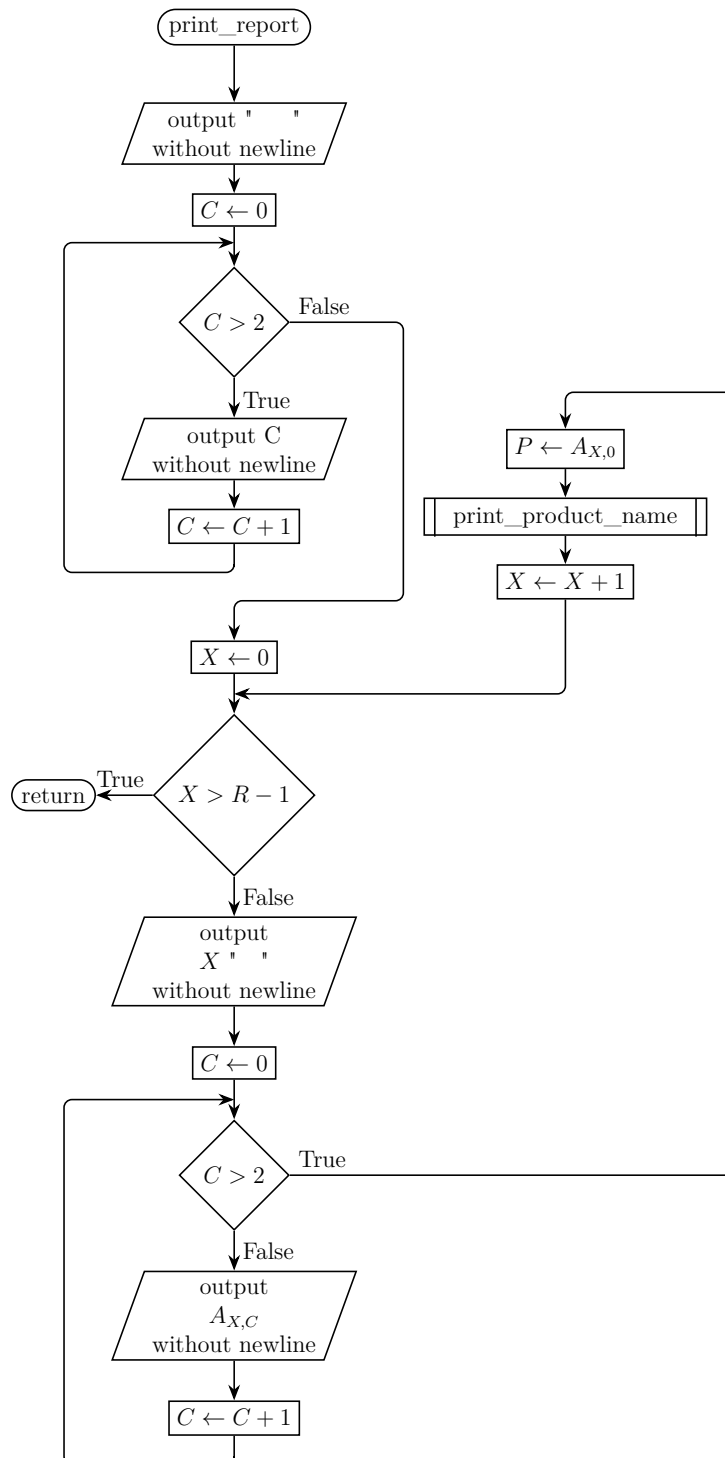 print_report
output "      "
without newline
C ← 0
C > 2
False
True
output C
without newline
C ← C + 1
P ← A_{X,0}
print_product_name
X ← X + 1
X ← 0
X > R − 1
True
return
False
output
X "    "
without newline
C ← 0
C > 2
True
False
output
A_{X,C}
without newline
C ← C + 1